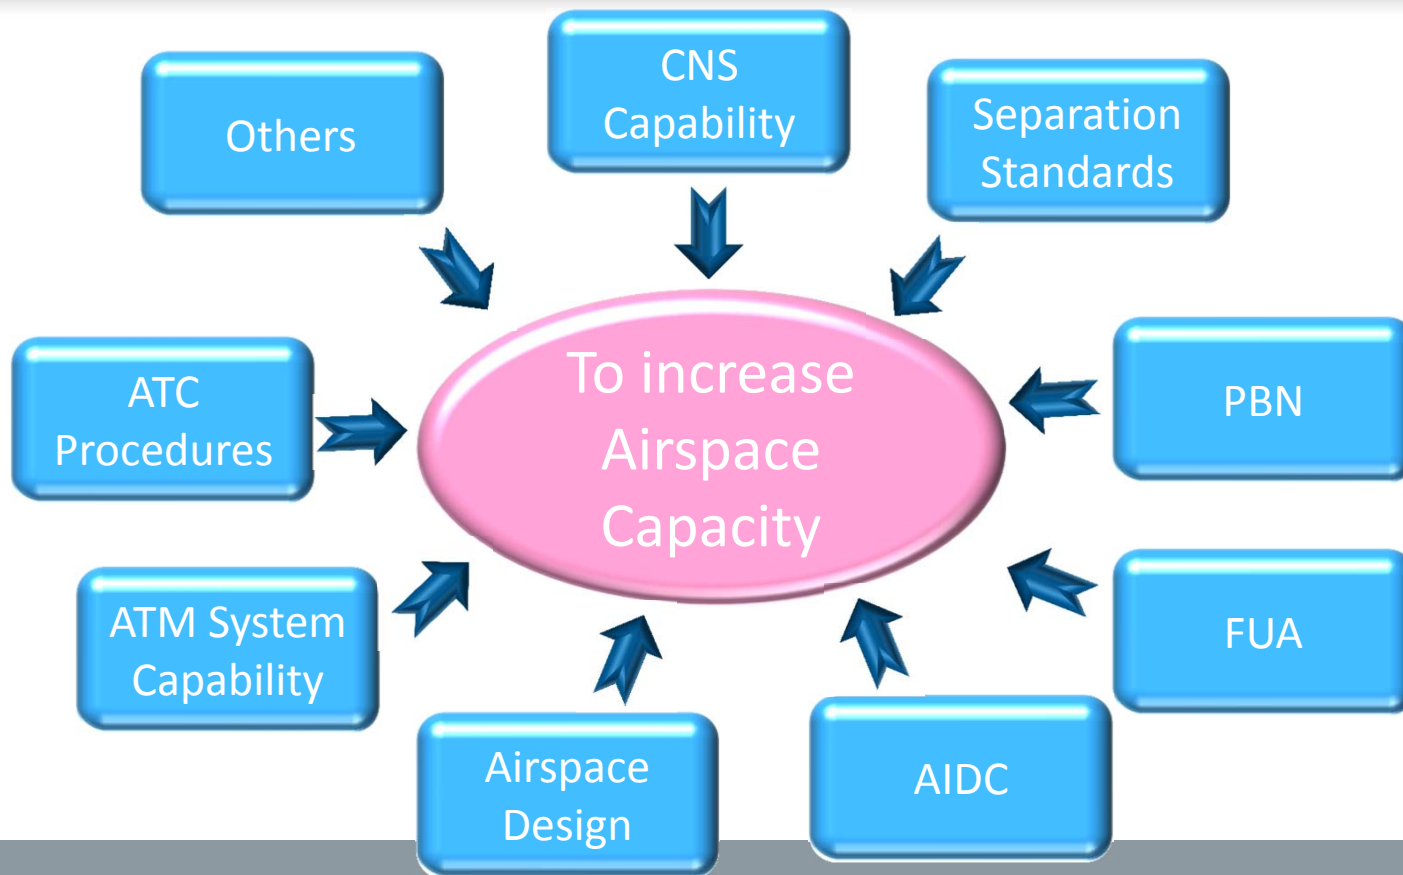 CNS
Capability
Others
Separation
Standards
To increase
Airspace
Capacity
ATC
Procedures
PBN
ATM System
Capability
FUA
Airspace
Design
AIDC